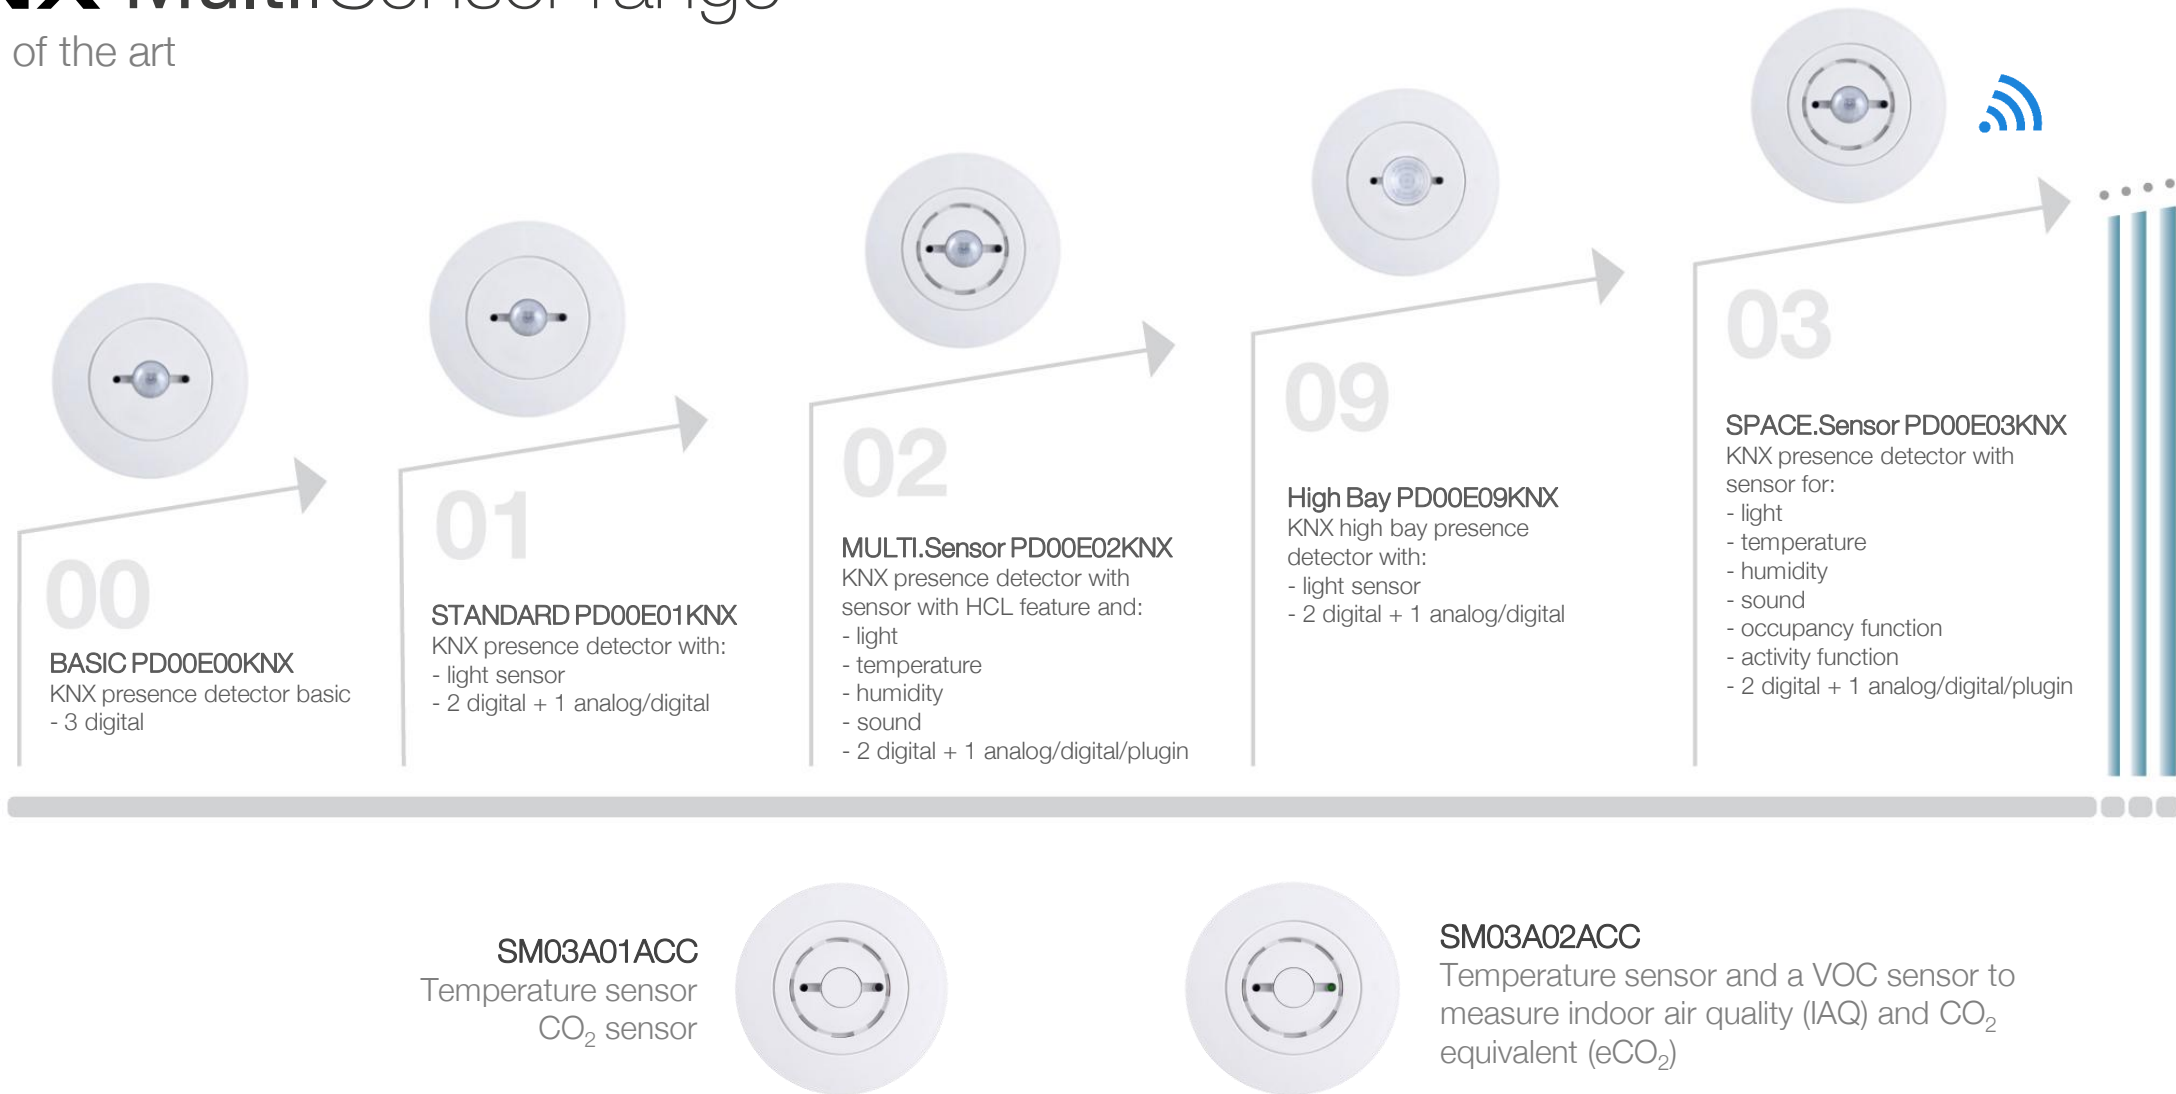 NX Multi.Sensor range
of the art
00
BASIC PD00E00KNX
KNX presence detector basic
- 3 digital
01
STANDARD PD00E01KNX
KNX presence detector with:
- light sensor
- 2 digital + 1 analog/digital
02
MULTI.Sensor PD00E02KNX
KNX presence detector with
sensor with HCL feature and:
- light
- temperature
- humidity
- sound
- 2 digital + 1 analog/digital/plugin
09
High Bay PD00E09KNX
KNX high bay presence
detector with:
- light sensor
- 2 digital + 1 analog/digital
03
SPACE.Sensor PD00E03KNX
KNX presence detector with
sensor for:
- light
- temperature
- humidity
- sound
- occupancy function
- activity function
- 2 digital + 1 analog/digital/plugin
SM03A01ACC
Temperature sensor
CO₂ sensor
SM03A02ACC
Temperature sensor and a VOC sensor to
measure indoor air quality (IAQ) and CO₂
equivalent (eCO₂)